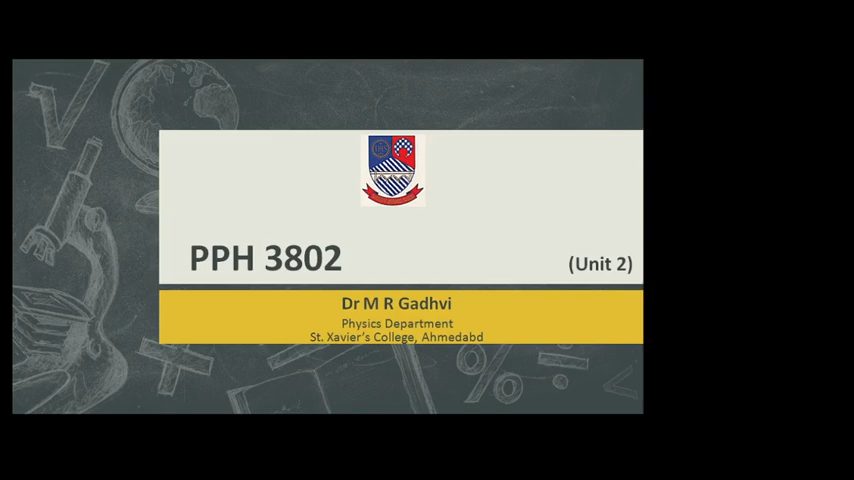 PPH 3802
(Unit 2)
Dr M R Gadhvi
Physics Department
St. Xavier's College, Ahmedabd